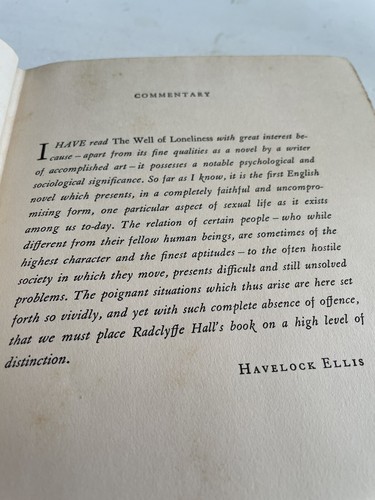 COMMENTARY
I HAVE read The Well of Loneliness with great interest be-
cause – apart from its fine qualities as a novel by a writer
of accomplished art – it possesses a notable psychological and
sociological significance. So far as I know, it is the first English
novel which presents, in a completely faithful and uncompro-
mising form, one particular aspect of sexual life as it exists
among us to-day. The relation of certain people – who while
different from their fellow human beings, are sometimes of the
highest character and the finest aptitudes – to the often hostile
society in which they move, presents difficult and still unsolved
problems. The poignant situations which thus arise are here set
forth so vividly, and yet with such complete absence of offence,
that we must place Radclyffe Hall's book on a high level of
distinction.
HAVELOCK ELLIS